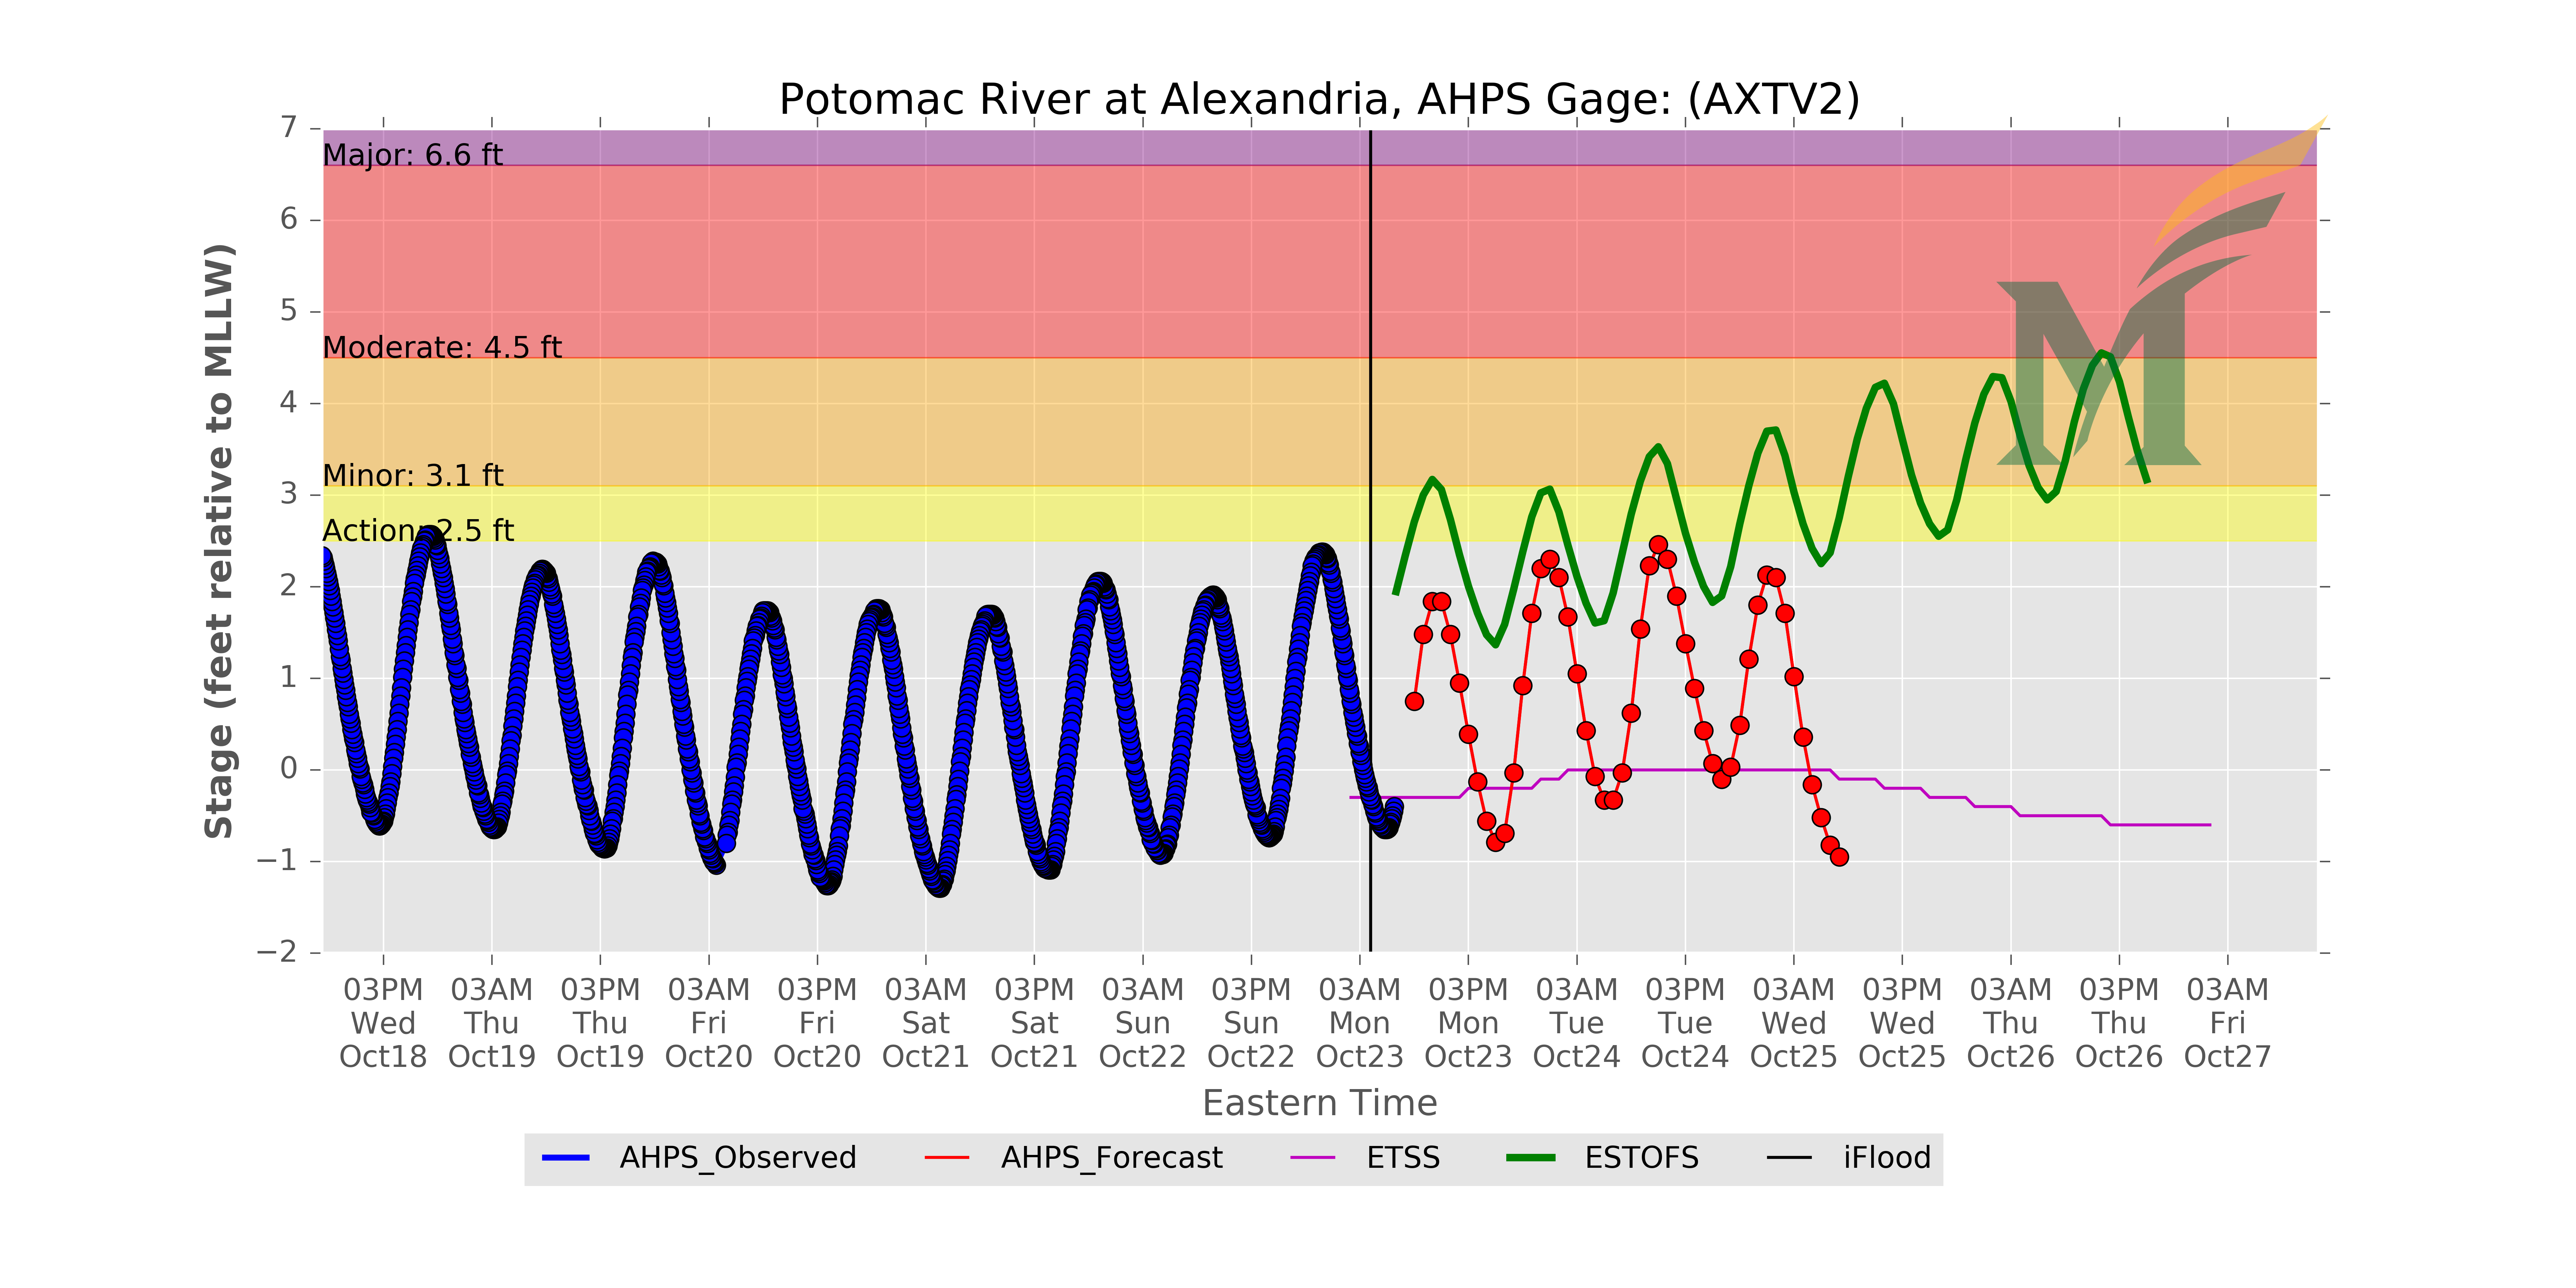 Potomac River at Alexandria, AHPS Gage: (AXTV2)
7
6
5
4
3
2
1
0
−1
−2
Stage (feet relative to MLLW)
Major: 6.6 ft
Moderate: 4.5 ft
Minor: 3.1 ft
Action: 2.5 ft
M
03PM 03AM 03PM 03AM 03PM 03AM 03PM 03AM 03PM 03AM 03PM 03AM 03PM 03AM 03PM 03AM 03PM 03AM
Wed Thu Thu Fri Fri Sat Sat Sun Sun Mon Mon Tue Tue Wed Wed Thu Thu Fri
Oct18 Oct19 Oct19 Oct20 Oct20 Oct21 Oct21 Oct22 Oct22 Oct23 Oct23 Oct24 Oct24 Oct25 Oct25 Oct26 Oct26 Oct27
Eastern Time
AHPS_Observed AHPS_Forecast ETSS ESTOFS iFlood